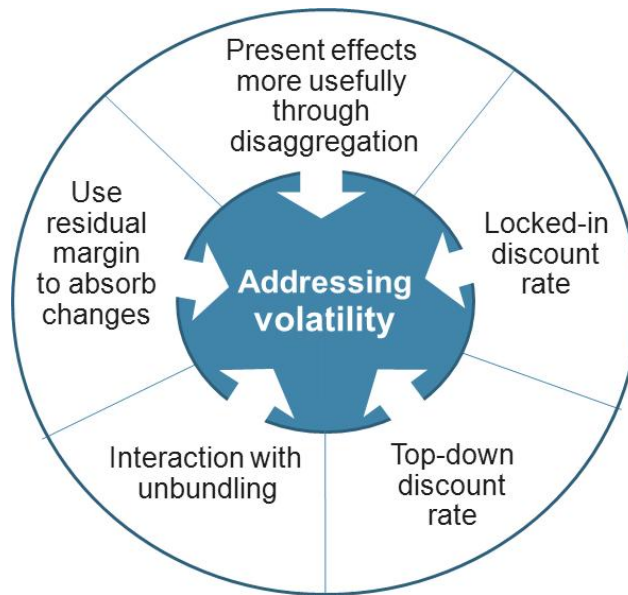 Present effects
more usefully
through
disaggregation
Use
residual
margin
to absorb
changes
Locked-in
discount
rate
Addressing
volatility
Interaction with
unbundling
Top-down
discount
rate